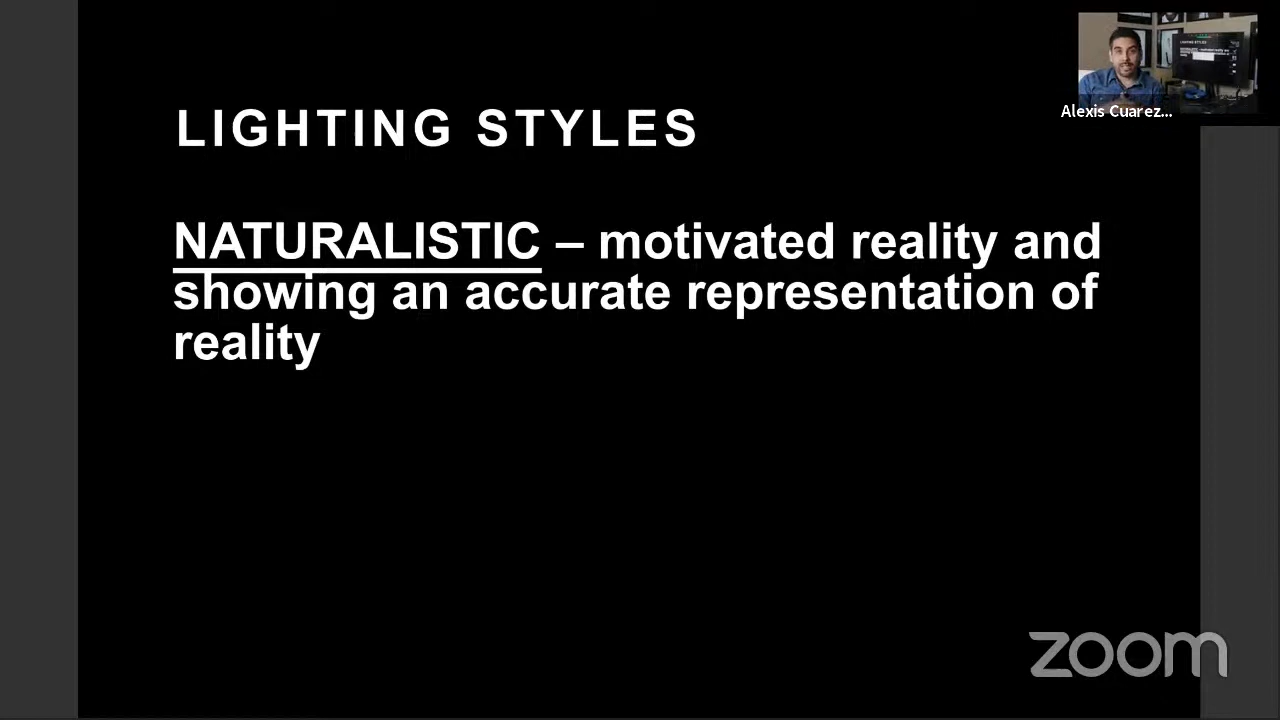 Alexis Cuarez...
LIGHTING STYLES
NATURALISTIC – motivated reality and
showing an accurate representation of
reality
zoom